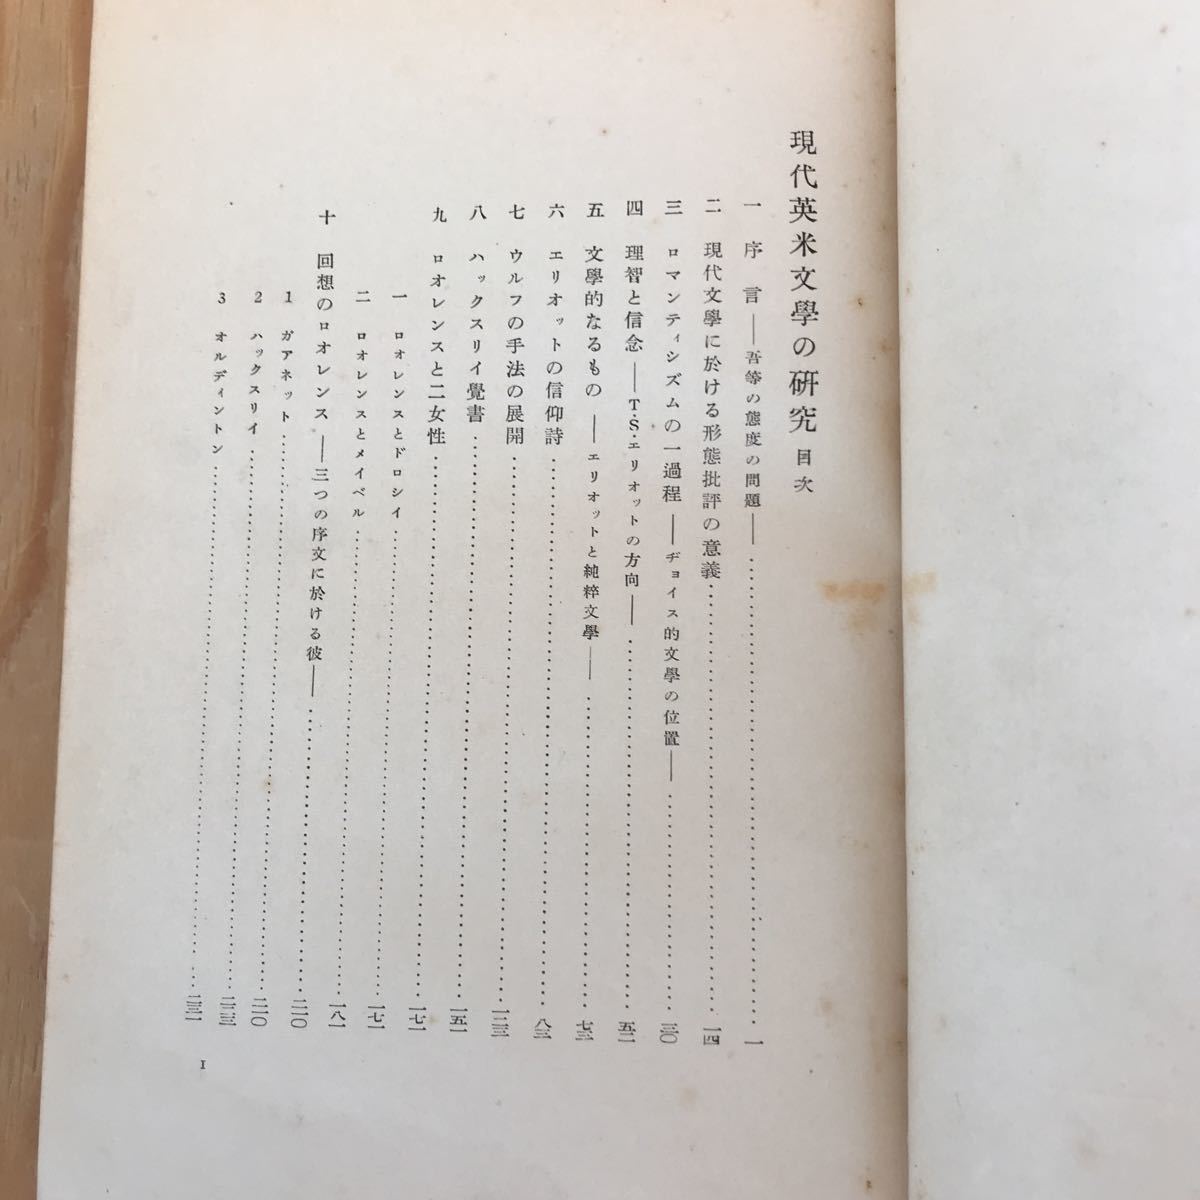 現代英米文學の硏究 目次
一 序言——吾等の態度の問題——……一
二 現代文學に於ける形態批評の意義……一四
三 ロマンティシズムの一過程——ヂョイス的文學の位置——……三〇
四 理智と信念——T・S・エリオットの方向——……五二
五 文學的なるもの——エリオットと純粹文學——……七三
六 エリオットの信仰詩……八三
七 ウルフの手法の展開……一二三
八 ハックスリイ覺書……一五一
九 ロオレンスと二女性……一七一
一 ロオレンスとドロシイ……一七一
二 ロオレンスとメイベル……一八一
十 回想のロオレンス——三つの序文に於ける彼——……二一〇
1 ガアネット……二一〇
2 ハックスリイ……二二三
3 オルディントン……二三一
1